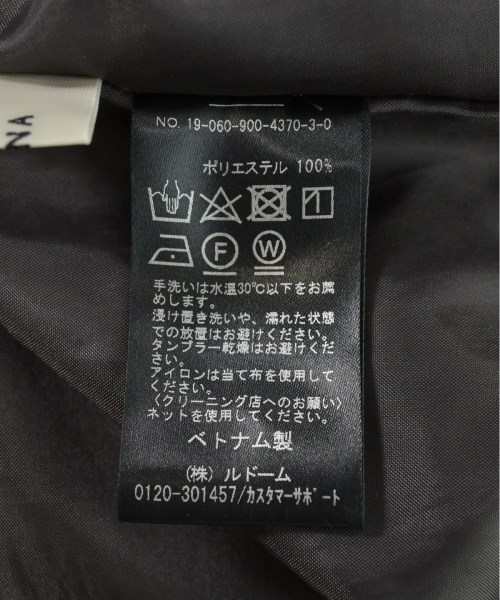 NA
NO. 19-060-900-4370-3-0
ポリエステル 100%
F W
手洗いは水温30℃以下をお薦
めします。
浸け置き洗いや、濡れた状態
での放置はお避けください。
タンブラー乾燥はお避けくだ
さい。
アイロンは当て布を使用して
ください。
〈クリーニング店へのお願い〉
ネットを使用してください。
ベトナム製
(株) ルドーム
0120-301457/カスタマーサポート